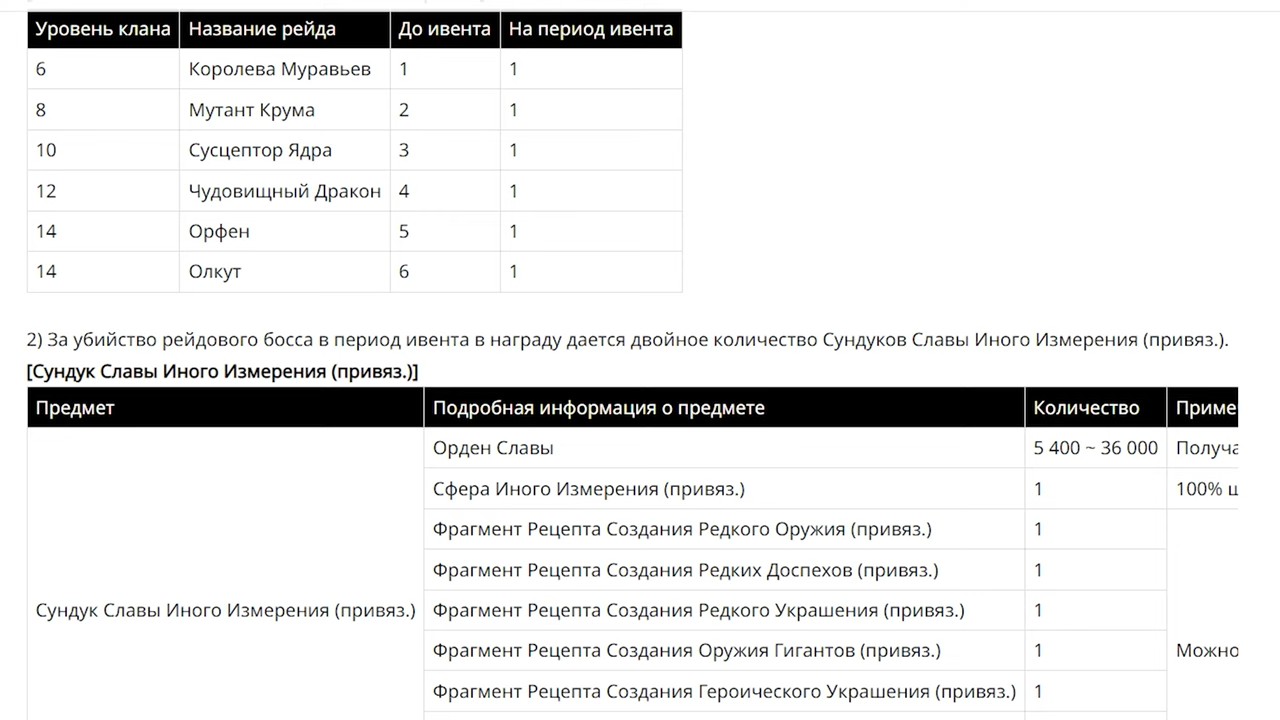 Уровень клана Название рейда До ивента На период ивента
6 Королева Муравьев 1 1
8 Мутант Крума 2 1
10 Сусцептор Ядра 3 1
12 Чудовищный Дракон 4 1
14 Орфен 5 1
14 Олкут 6 1
2) За убийство рейдового босса в период ивента в награду дается двойное количество Сундуков Славы Иного Измерения (привяз.).
[Сундук Славы Иного Измерения (привяз.)]
Предмет Подробная информация о предмете Количество Приме
Орден Славы 5 400 ~ 36 000 Получа
Сфера Иного Измерения (привяз.) 1 100% ш
Фрагмент Рецепта Создания Редкого Оружия (привяз.) 1
Фрагмент Рецепта Создания Редких Доспехов (привяз.) 1
Сундук Славы Иного Измерения (привяз.) Фрагмент Рецепта Создания Редкого Украшения (привяз.) 1
Фрагмент Рецепта Создания Оружия Гигантов (привяз.) 1 Можно
Фрагмент Рецепта Создания Героического Украшения (привяз.) 1